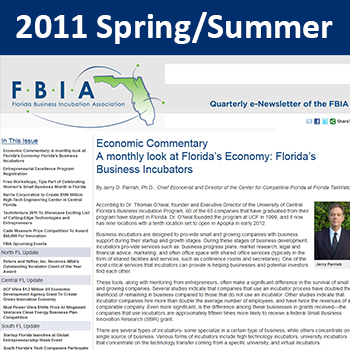 2011 Spring/Summer
FBIA
Florida Business Incubation Association
Quarterly e-Newsletter of the FBIA
Share
In This Issue
Economic Commentary: A monthly look at
Florida's Economy: Florida's Business
Incubators
Entrepreneurial Excellence Program
Registration
Free Workshops, Tips Part of Celebrating
Women's Small Business Month in Florida
Harris Corporation to Create $100 Million
High Tech Engineering Center in Central
Florida
TechVenture 2011 To Showcase Exciting List
of Cutting-Edge Technologies and
Entrepreneurs
Cade Museum Prize Competition To Award
$50,000 For Innovation
FBIA Upcoming Events
North FL Update
Peters and Yaffee, Inc. Receives WBA's
Outstanding Incubator Client of the Year
Award
Central FL Update
UCF Wins $1.3 Million US Economic
Development Agency Grant To Create
Green Innovation Economy
Mud Power Wins $100k Prize At Megawatt
Ventures Clean Energy Business Plan
Competition
South FL Update
Startup Florida launches at Global
Entrepreneurship Week Event
South Florida's Tech Companies Participate
Economic Commentary
A monthly look at Florida's Economy: Florida's
Business Incubators
By Jerry D. Parrish, Ph.D., Chief Economist and Director of the Center for Competitive Florida at Florida TaxWatch
According to Dr. Thomas O'Neal, founder and Executive Director of the University of Central
Florida's Business Incubation Program, 60 of the 65 companies that have graduated from their
program have stayed in Florida. Dr. O'Neal founded the program at UCF in 1999, and it now
has nine locations with a tenth location set to open in Apopka in early 2012.
Business incubators are designed to provide small and growing companies with business
support during their startup and growth stages. During these stages of business development,
incubators provide services such as business progress plans, market research, legal and
financial advice, marketing, and often office space with shared office services (typically in the
form of shared facilities and services, such as conference rooms and secretaries). One of the
most critical services that incubators can provide is helping businesses and potential investors
find each other.
These tools, along with mentoring from entrepreneurs, often make a significant difference in the survival of small
and growing companies. Several studies indicate that companies that use an incubator process have doubled the
likelihood of remaining in business compared to those that do not use an incubator. Other studies indicate that
incubator companies hire more than double the average number of employees, and have twice the revenues of a
comparable company. Even more significant, is the difference among these businesses in grants received—the
companies that use incubators are approximately fifteen times more likely to receive a federal Small Business
Innovation Research (SBIR) grant.
There are several types of incubators- some specialize in a certain type of business, while others concentrate on
single source of business. Various forms of incubators include high technology incubators, university incubators
that concentrate on the technology transfer coming from a specific university, and virtual incubators.
Jerry Parrish